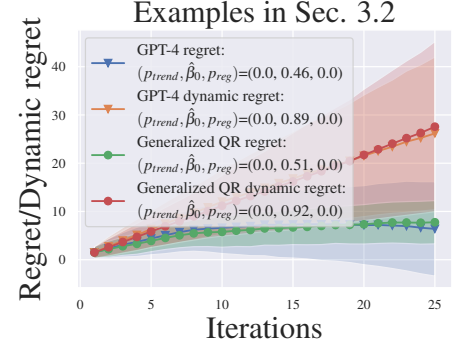 Examples in Sec. 3.2
Regret/Dynamic regret
40
30
20
10
0
GPT-4 regret:
(p_trend, β̂₀, p_reg)=(0.0, 0.46, 0.0)
GPT-4 dynamic regret:
(p_trend, β̂₀, p_reg)=(0.0, 0.89, 0.0)
Generalized QR regret:
(p_trend, β̂₀, p_reg)=(0.0, 0.51, 0.0)
Generalized QR dynamic regret:
(p_trend, β̂₀, p_reg)=(0.0, 0.92, 0.0)
0 5 10 15 20 25
Iterations